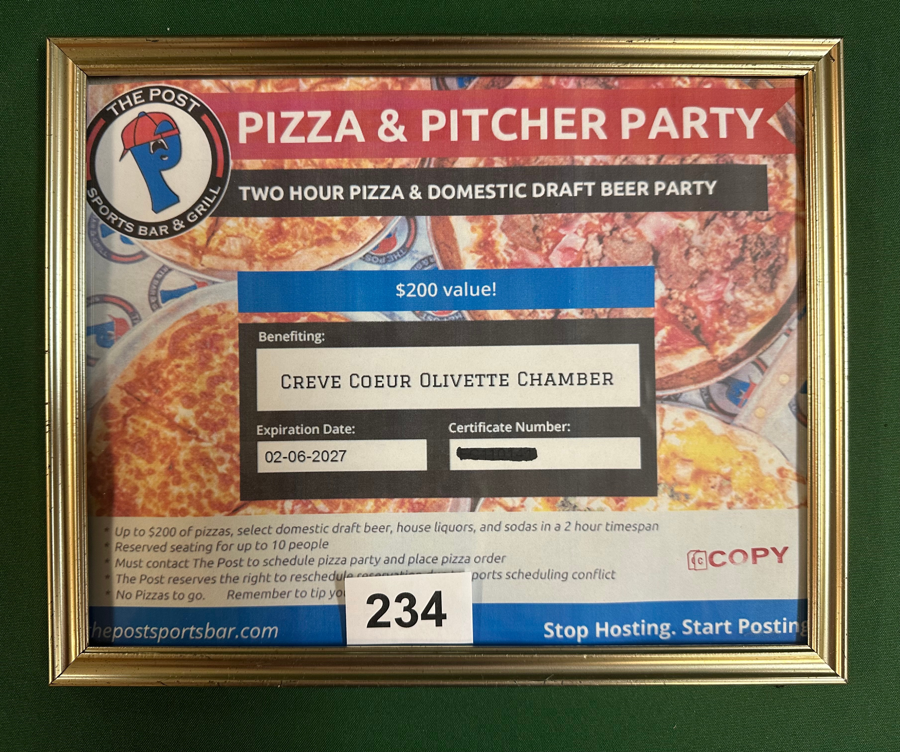 THE POST
SPORTS BAR & GRILL
PIZZA & PITCHER PARTY
TWO HOUR PIZZA & DOMESTIC DRAFT BEER PARTY
$200 value!
Benefiting:
CREVE COEUR OLIVETTE CHAMBER
Expiration Date: Certificate Number:
02-06-2027
* Up to $200 of pizzas, select domestic draft beer, house liquors, and sodas in a 2 hour timespan
* Reserved seating for up to 10 people
* Must contact The Post to schedule pizza party and place pizza order
* The Post reserves the right to reschedule ports scheduling conflict
* No Pizzas to go. Remember to tip yo
COPY
234
hepostsportsbar.com
Stop Hosting. Start Posting